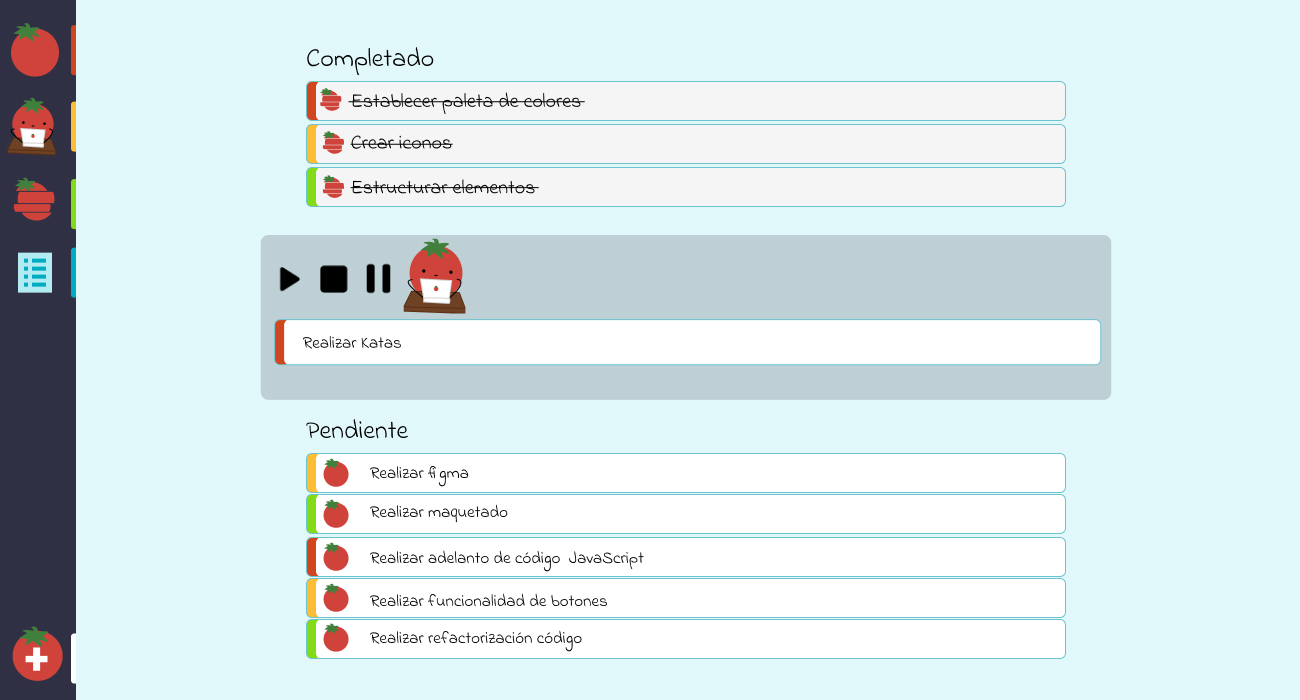 Completado
Establecer paleta de colores
Crear iconos
Estructurar elementos
Realizar Katas
Pendiente
Realizar figma
Realizar maquetado
Realizar adelanto de código JavaScript
Realizar funcionalidad de botones
Realizar refactorización código